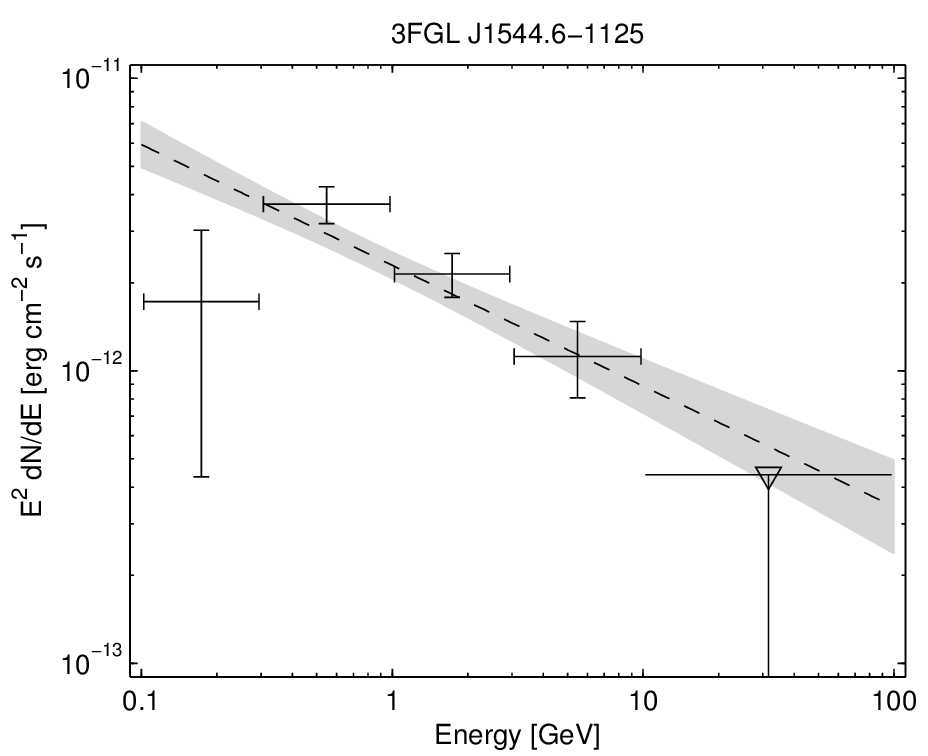 3FGL J1544.6−1125
10⁻¹¹
10⁻¹²
10⁻¹³
E² dN/dE [erg cm⁻² s⁻¹]
0.1 1 10 100
Energy [GeV]